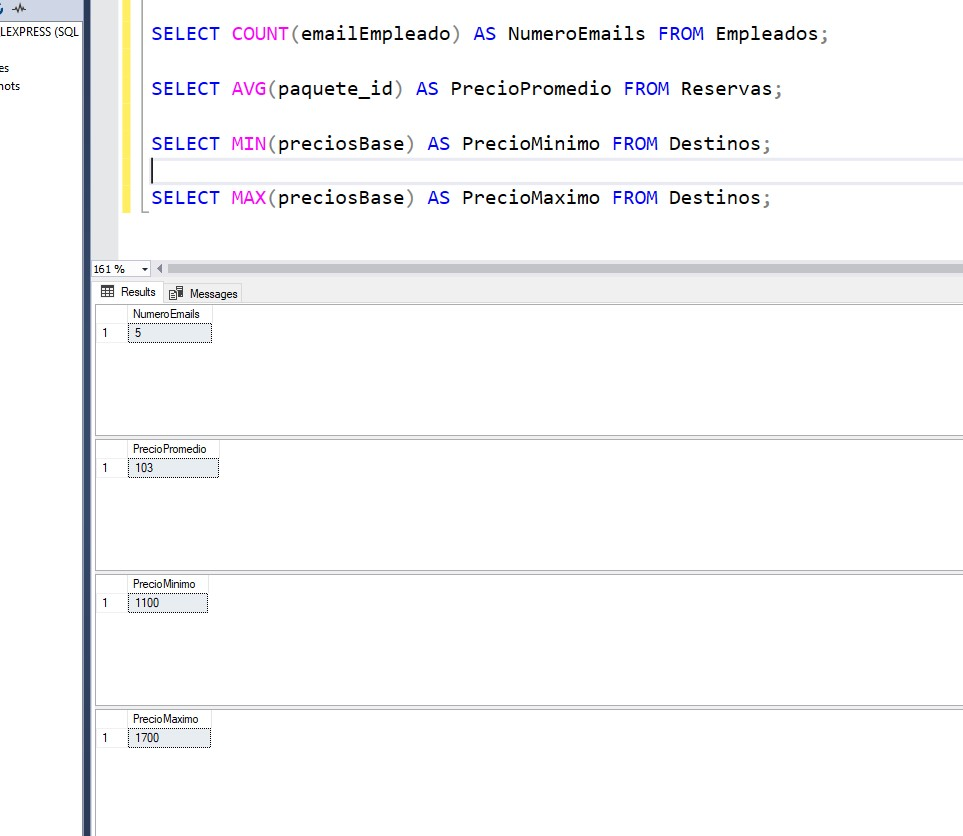 LEXPRESS (SQL
es
nots
SELECT COUNT(emailEmpleado) AS NumeroEmails FROM Empleados;
SELECT AVG(paquete_id) AS PrecioPromedio FROM Reservas;
SELECT MIN(preciosBase) AS PrecioMinimo FROM Destinos;
SELECT MAX(preciosBase) AS PrecioMaximo FROM Destinos;
161 %
Results Messages
NumeroEmails
1 5
PrecioPromedio
1 103
PrecioMinimo
1 1100
PrecioMaximo
1 1700